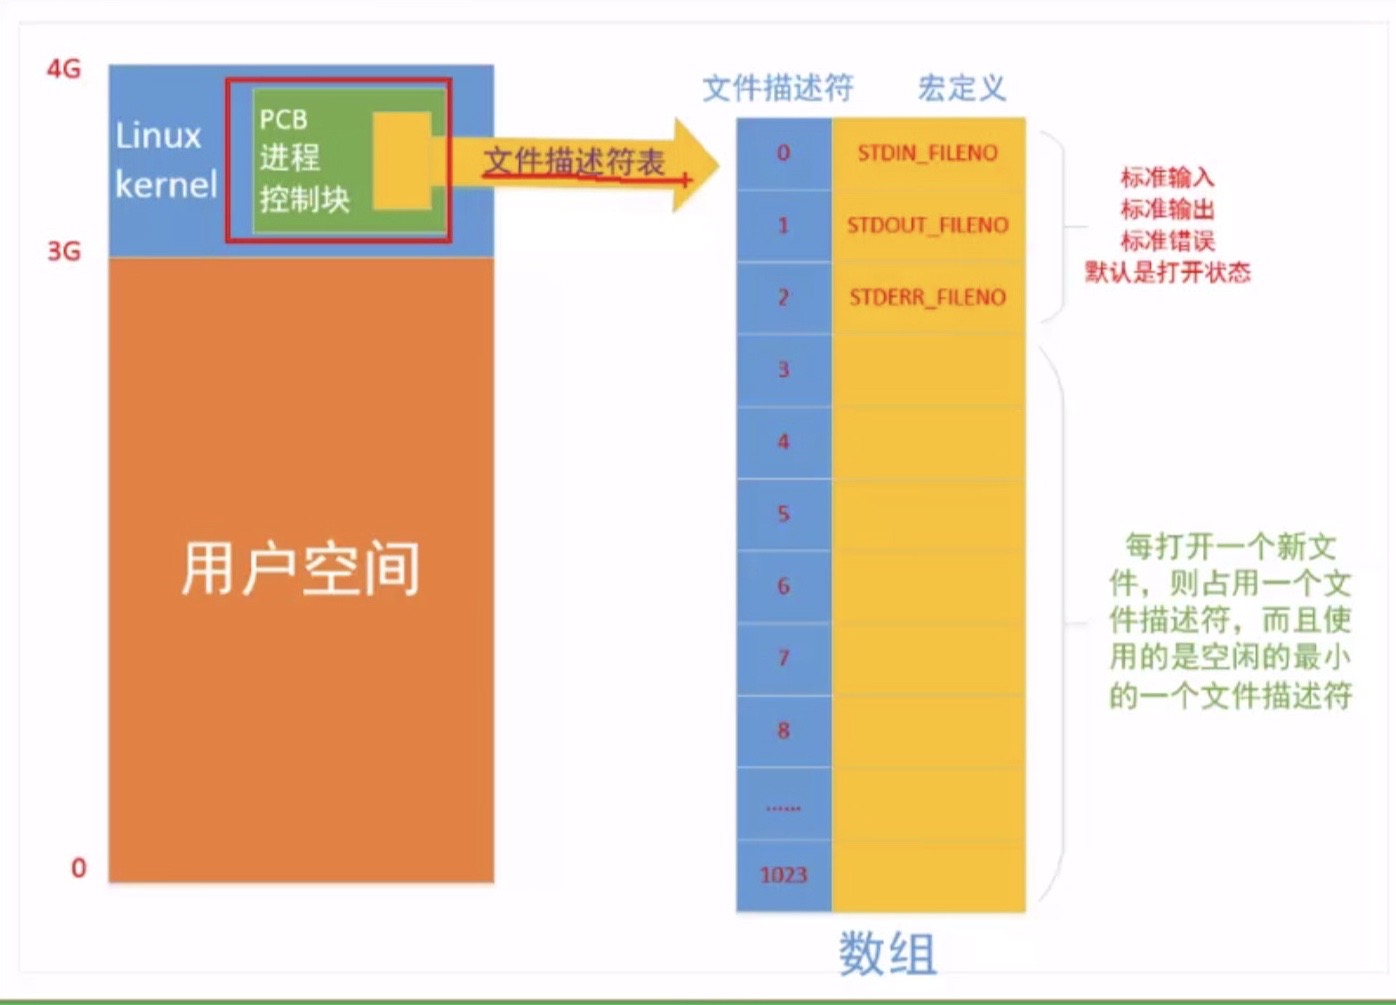 4G
Linux
kernel
PCB
进程
控制块
3G
用户空间
0
文件描述符表
文件描述符 宏定义
0 STDIN_FILENO
1 STDOUT_FILENO
2 STDERR_FILENO
3
4
5
6
7
8
......
1023
数组
标准输入
标准输出
标准错误
默认是打开状态
每打开一个新文
件，则占用一个文
件描述符，而且使
用的是空闲的最小
的一个文件描述符